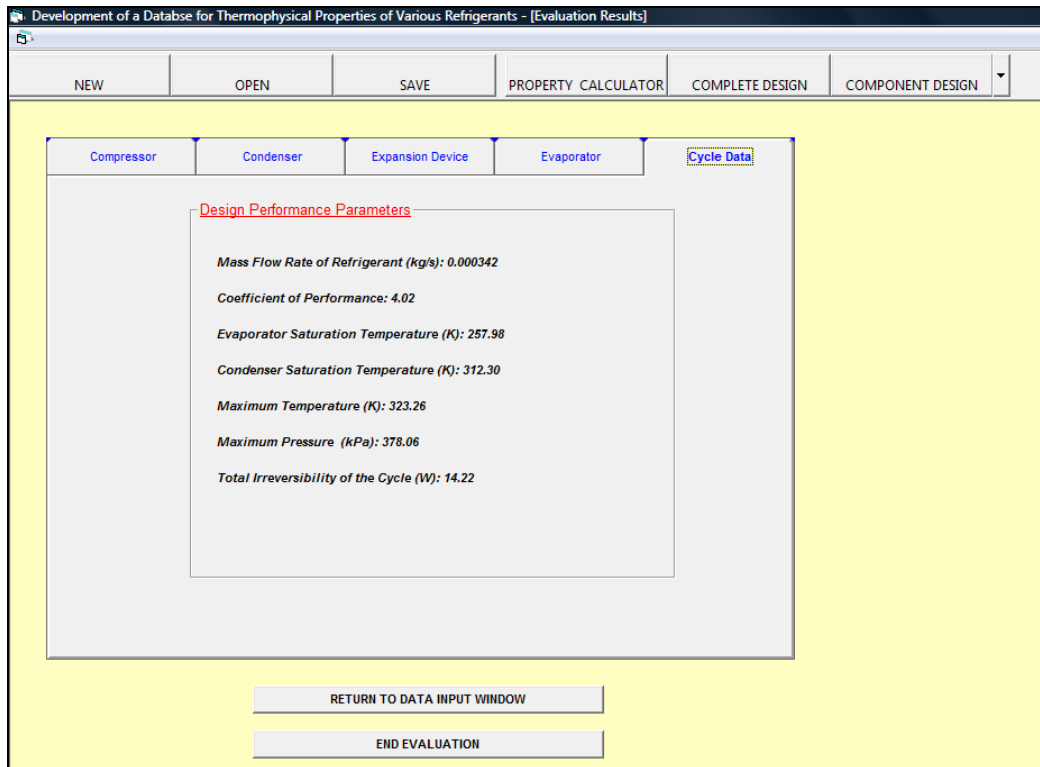 Development of a Databse for Thermophysical Properties of Various Refrigerants - [Evaluation Results]
NEW OPEN SAVE PROPERTY CALCULATOR COMPLETE DESIGN COMPONENT DESIGN
Compressor Condenser Expansion Device Evaporator Cycle Data
Design Performance Parameters
Mass Flow Rate of Refrigerant (kg/s): 0.000342
Coefficient of Performance: 4.02
Evaporator Saturation Temperature (K): 257.98
Condenser Saturation Temperature (K): 312.30
Maximum Temperature (K): 323.26
Maximum Pressure (kPa): 378.06
Total Irreversibility of the Cycle (W): 14.22
RETURN TO DATA INPUT WINDOW
END EVALUATION